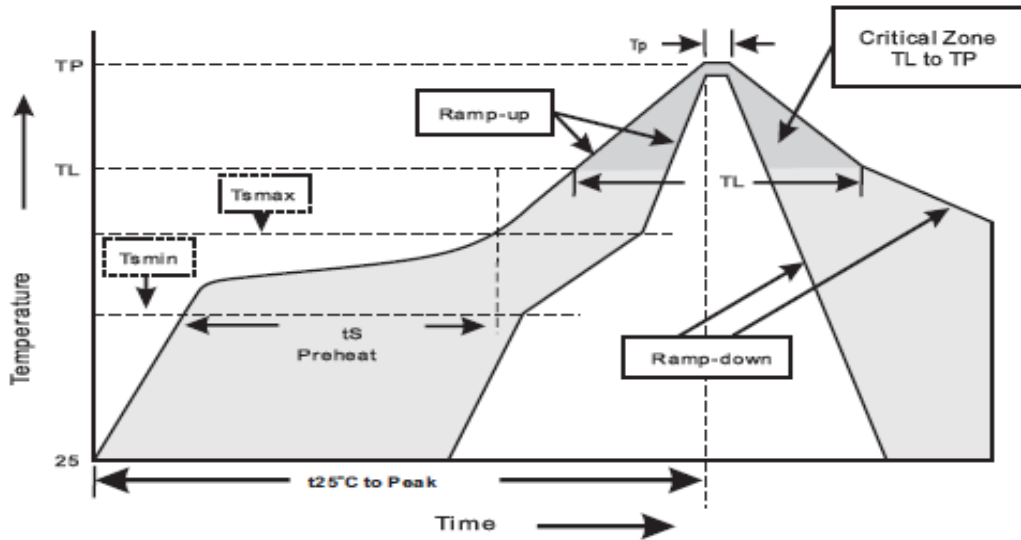 Tp
Critical Zone
TL to TP
TP
Ramp-up
TL
TL
Tsmax
Tsmin
tS
Preheat
Ramp-down
Temperature
25
t25°C to Peak
Time